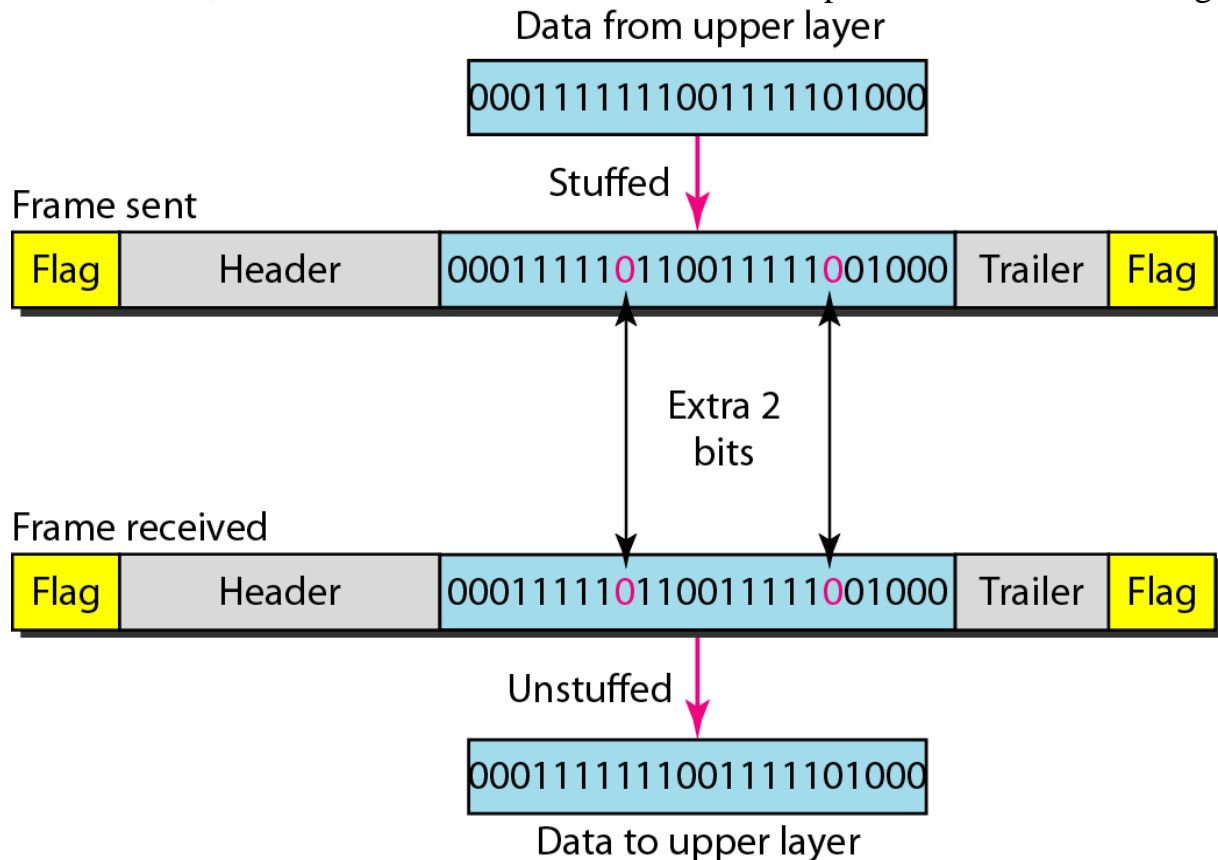 Data from upper layer
0001111111001111101000
Stuffed
Frame sent
Flag Header 000111110110011111001000 Trailer Flag
Extra 2
bits
Frame received
Flag Header 000111110110011111001000 Trailer Flag
Unstuffed
0001111111001111101000
Data to upper layer